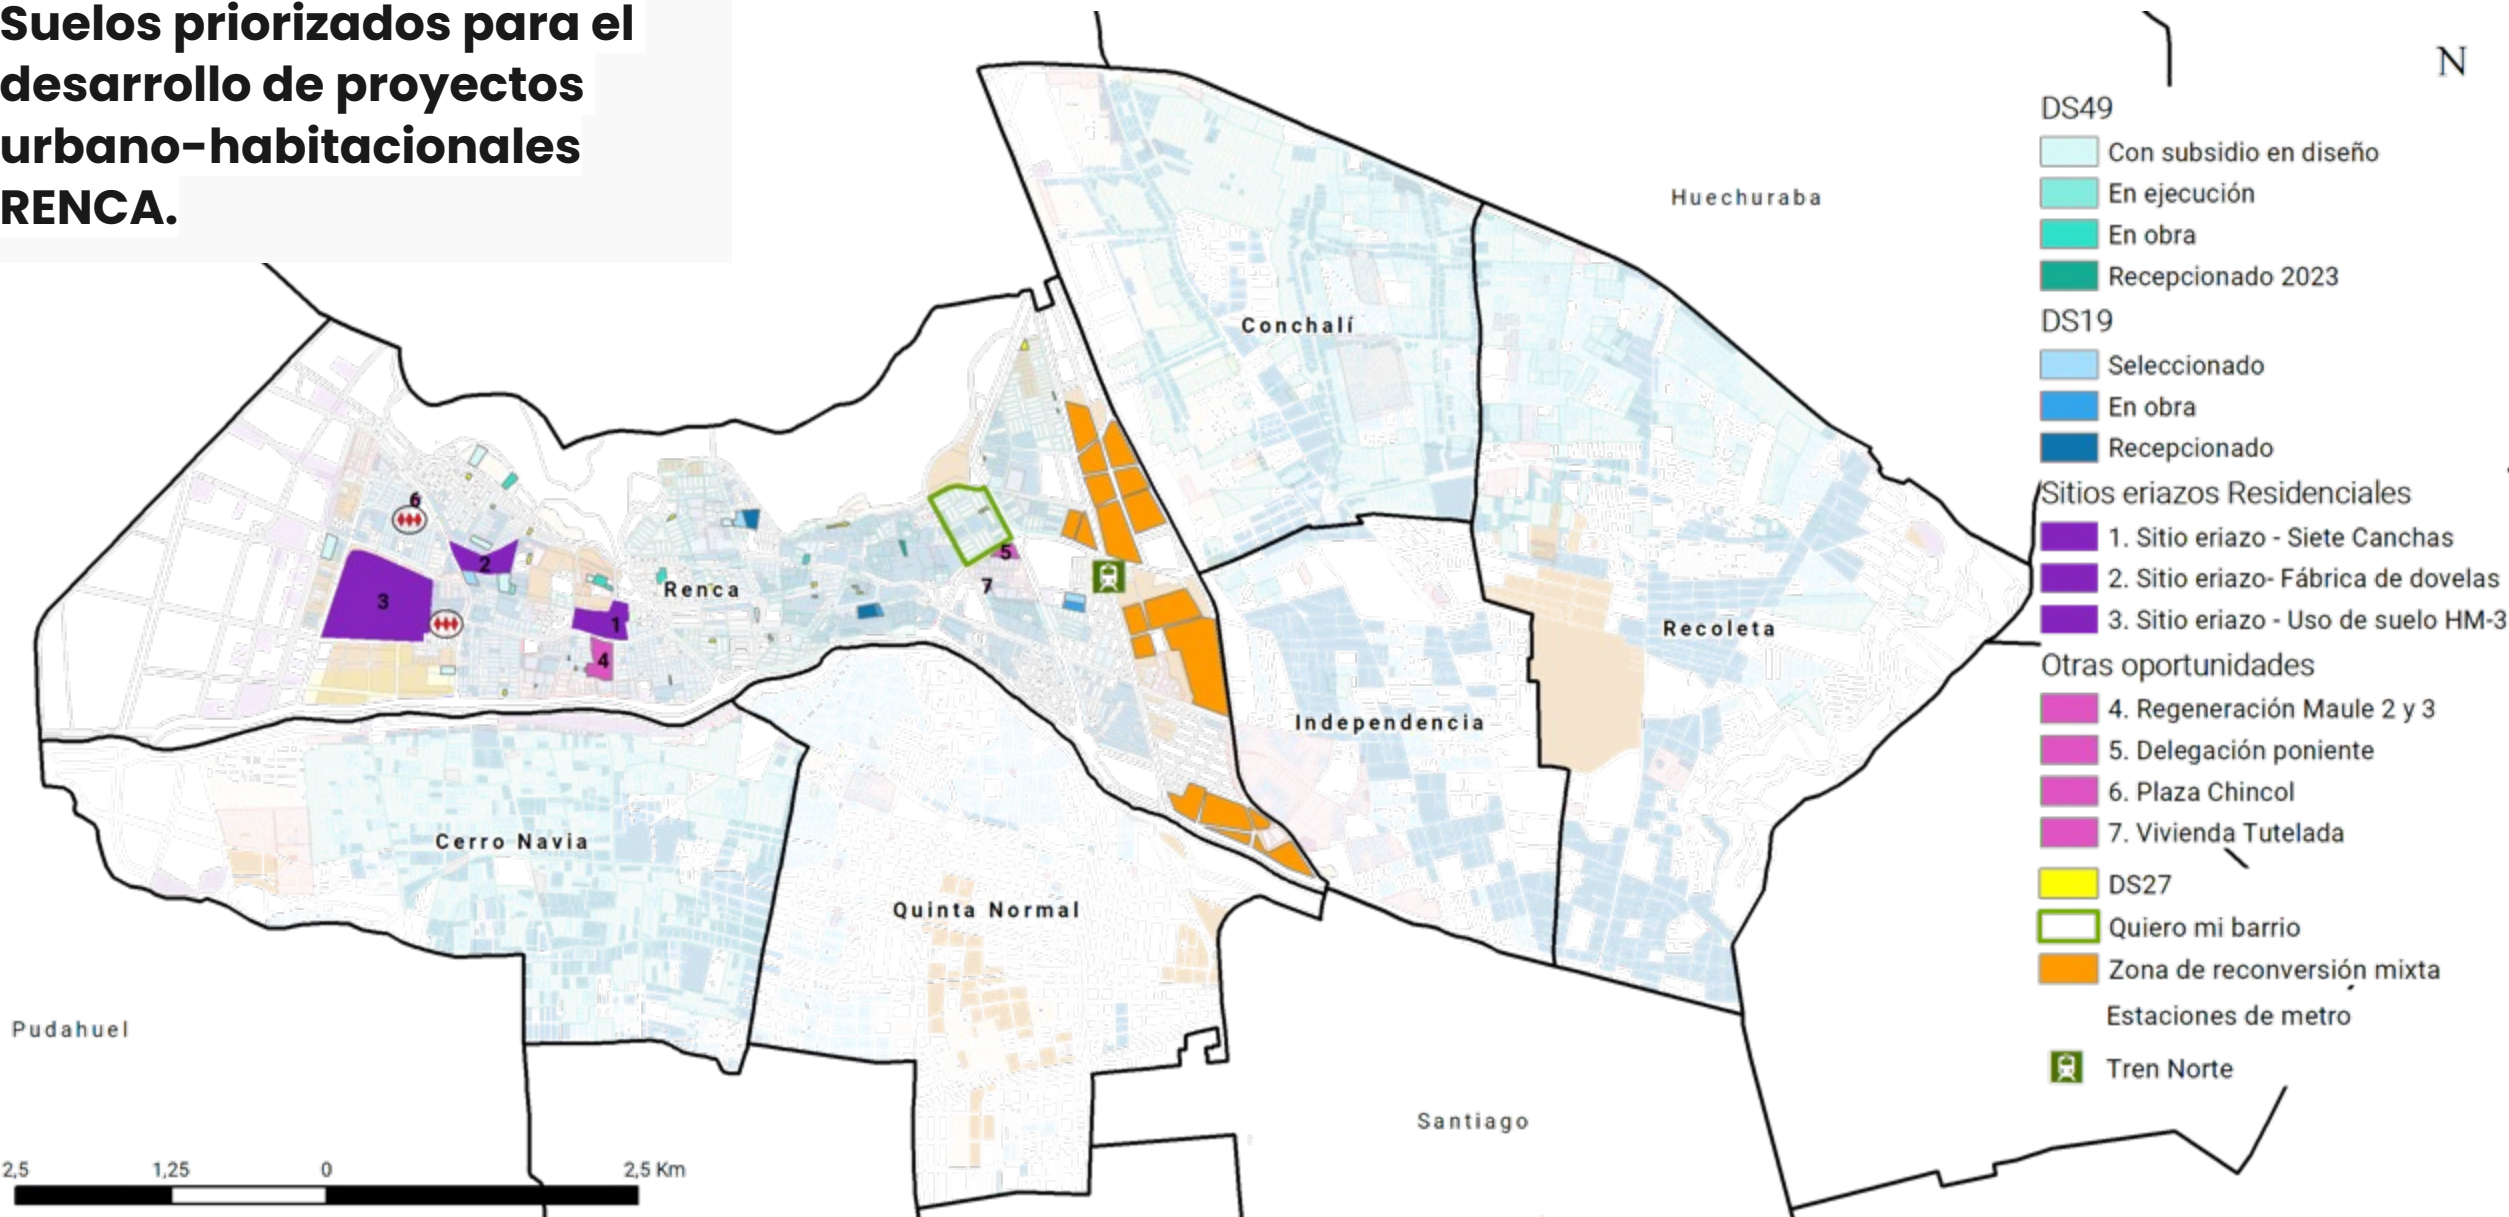 Suelos priorizados para el
desarrollo de proyectos
urbano-habitacionales
RENCA.
N
Huechuraba
Conchalí
Renca
Recoleta
Independencia
Cerro Navia
Quinta Normal
Pudahuel
Santiago
6
2
3
1
4
5
7
2,5 1,25 0 2,5 Km
DS49
Con subsidio en diseño
En ejecución
En obra
Recepcionado 2023
DS19
Seleccionado
En obra
Recepcionado
Sitios eriazos Residenciales
1. Sitio eriazo - Siete Canchas
2. Sitio eriazo- Fábrica de dovelas
3. Sitio eriazo - Uso de suelo HM-3
Otras oportunidades
4. Regeneración Maule 2 y 3
5. Delegación poniente
6. Plaza Chincol
7. Vivienda Tutelada
DS27
Quiero mi barrio
Zona de reconversión mixta
Estaciones de metro
Tren Norte